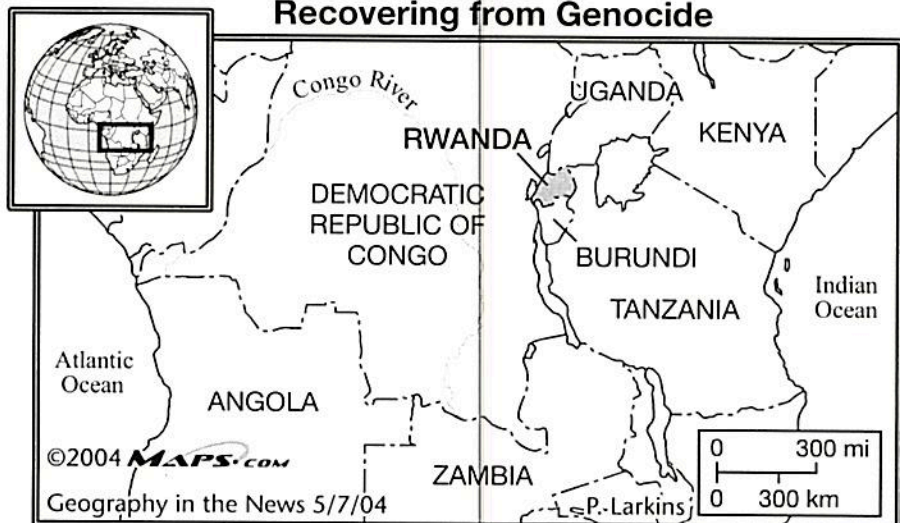 Recovering from Genocide
Congo River
UGANDA
KENYA
RWANDA
DEMOCRATIC
REPUBLIC OF
CONGO
BURUNDI
TANZANIA
Indian
Ocean
Atlantic
Ocean
ANGOLA
©2004 MAPS.COM
ZAMBIA
0 300 mi
0 300 km
Geography in the News 5/7/04
P. Larkins